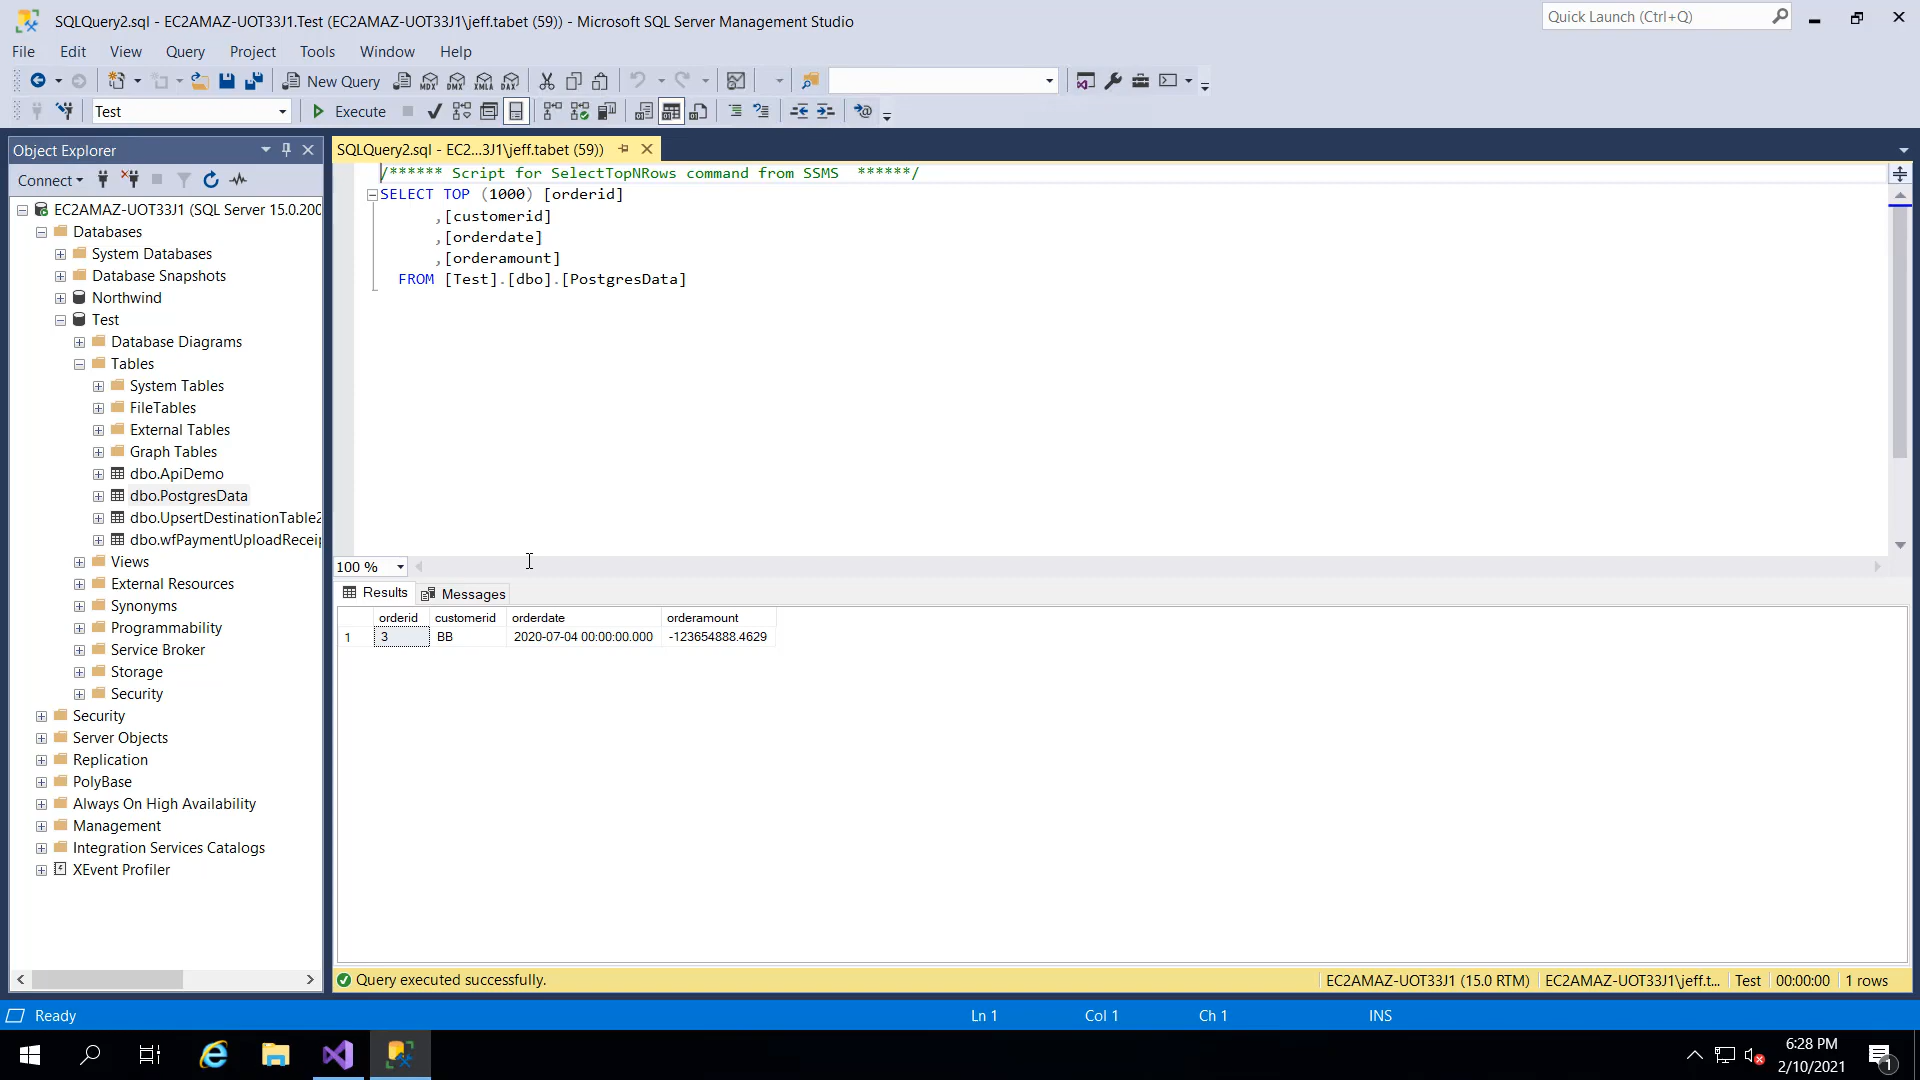 SQLQuery2.sql - EC2AMAZ-UOT33J1.Test (EC2AMAZ-UOT33J1\jeff.tabet (59)) - Microsoft SQL Server Management Studio
Quick Launch (Ctrl+Q)
File Edit View Query Project Tools Window Help
New Query MDX DMX XMLA DAX
Test Execute
Object Explorer
Connect
EC2AMAZ-UOT33J1 (SQL Server 15.0.200
Databases
System Databases
Database Snapshots
Northwind
Test
Database Diagrams
Tables
System Tables
FileTables
External Tables
Graph Tables
dbo.ApiDemo
dbo.PostgresData
dbo.UpsertDestinationTable2
dbo.wfPaymentUploadReceip
Views
External Resources
Synonyms
Programmability
Service Broker
Storage
Security
Security
Server Objects
Replication
PolyBase
Always On High Availability
Management
Integration Services Catalogs
XEvent Profiler
SQLQuery2.sql - EC2...3J1\jeff.tabet (59))
/****** Script for SelectTopNRows command from SSMS  ******/
SELECT TOP (1000) [orderid]
,[customerid]
,[orderdate]
,[orderamount]
FROM [Test].[dbo].[PostgresData]
100 %
Results Messages
orderid customerid orderdate orderamount
1 3 BB 2020-07-04 00:00:00.000 -123654888.4629
Query executed successfully. EC2AMAZ-UOT33J1 (15.0 RTM) EC2AMAZ-UOT33J1\jeff.t... Test 00:00:00 1 rows
Ready Ln 1 Col 1 Ch 1 INS
6:28 PM
2/10/2021
1